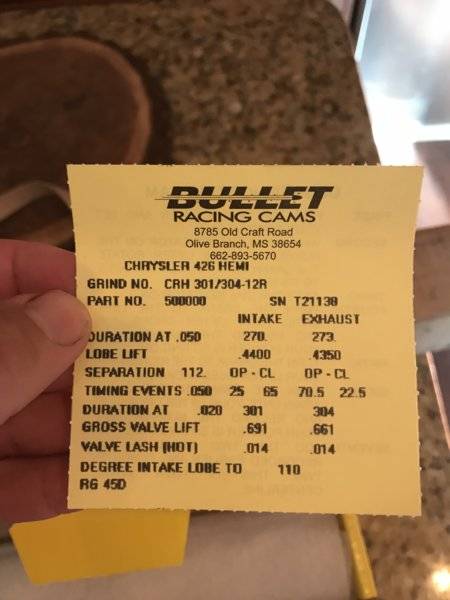 BULLET
RACING CAMS
8785 Old Craft Road
Olive Branch, MS 38654
662-893-5670
CHRYSLER 426 HEMI
GRIND NO. CRH 301/304-12R
PART NO. 500000 SN T21138
INTAKE EXHAUST
DURATION AT .050 270. 273.
LOBE LIFT .4400 .4350
SEPARATION 112. OP - CL OP - CL
TIMING EVENTS .050 25 65 70.5 22.5
DURATION AT .020 301 304
GROSS VALVE LIFT .691 .661
VALVE LASH (HOT) .014 .014
DEGREE INTAKE LOBE TO 110
RG 45D